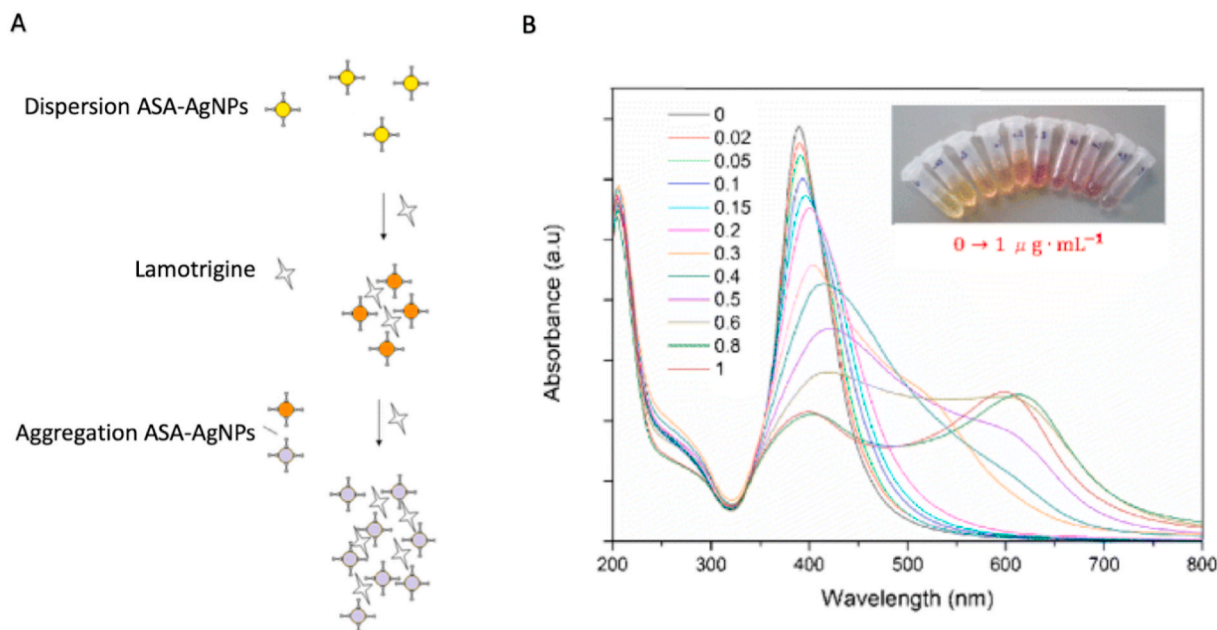 A
Dispersion ASA-AgNPs
Lamotrigine
Aggregation ASA-AgNPs
B
Absorbance (a.u)
0
0.02
0.05
0.1
0.15
0.2
0.3
0.4
0.5
0.6
0.8
1
0 → 1 μg·mL⁻¹
200 300 400 500 600 700 800
Wavelength (nm)